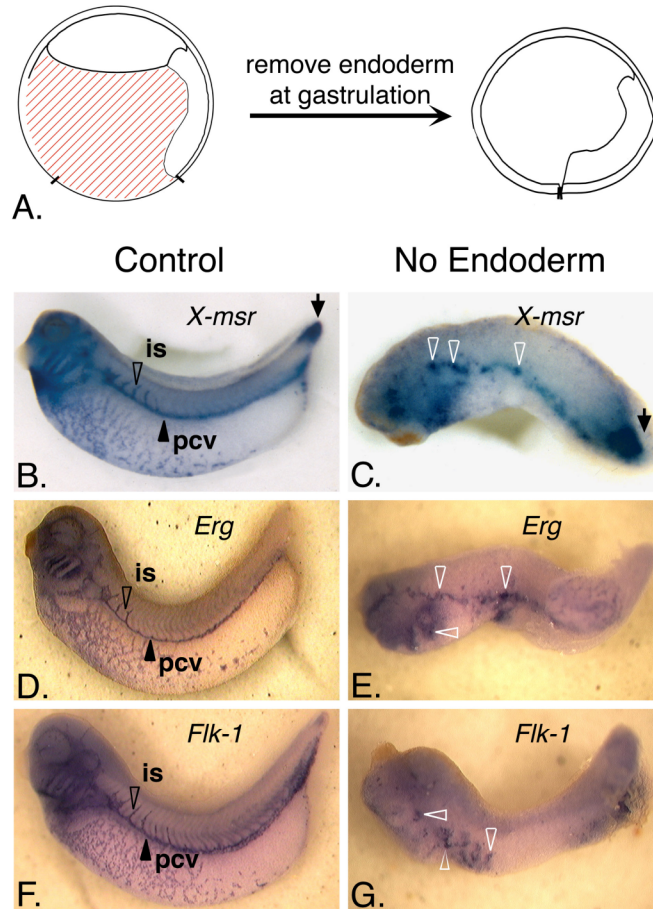 remove endoderm
at gastrulation
A.
Control
No Endoderm
X-msr
is
pcv
B.
X-msr
C.
Erg
is
pcv
D.
Erg
E.
Flk-1
is
pcv
F.
Flk-1
G.